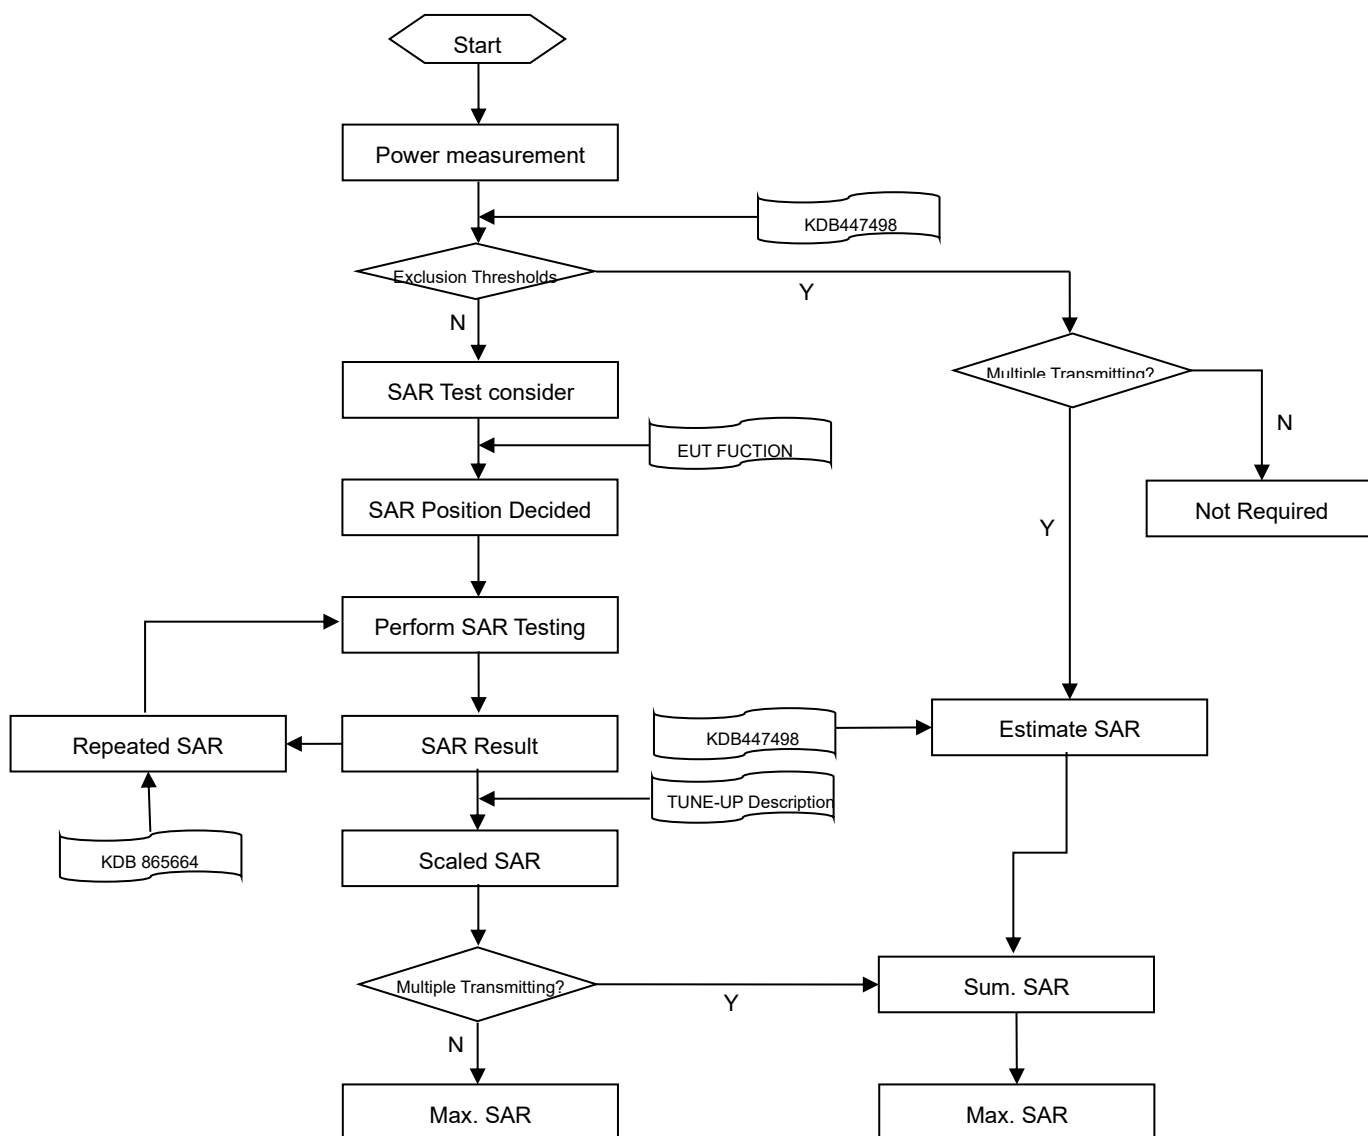 Start
Power measurement
KDB447498
Exclusion Thresholds
Y
N
Multiple Transmitting?
SAR Test consider
N
EUT FUCTION
SAR Position Decided
Not Required
Y
Perform SAR Testing
Repeated SAR
SAR Result
KDB447498
Estimate SAR
TUNE-UP Description
KDB 865664
Scaled SAR
Multiple Transmitting?
Y
Sum. SAR
N
Max. SAR
Max. SAR